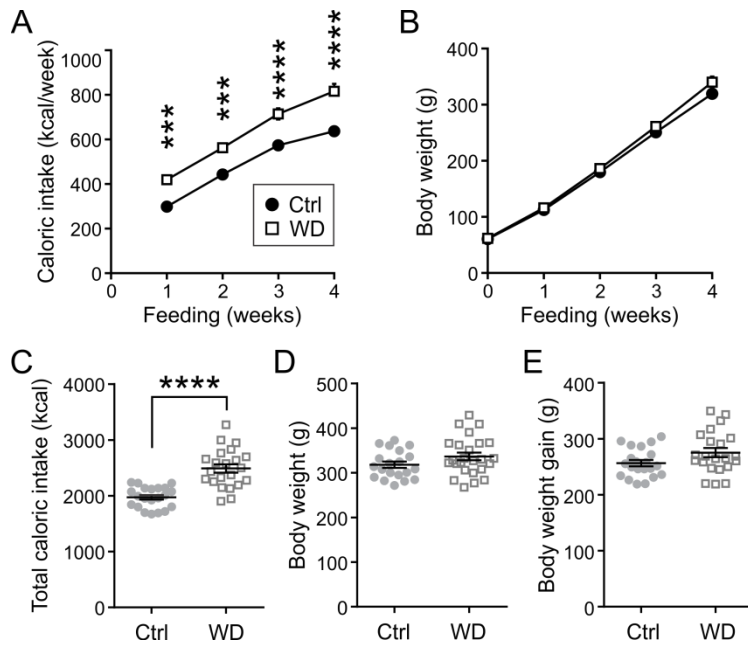 A
Caloric intake (kcal/week)
1000
800
600
400
200
0
***
***
****
****
Ctrl
WD
0 1 2 3 4
Feeding (weeks)
B
Body weight (g)
400
300
200
100
0
0 1 2 3 4
Feeding (weeks)
C
Total caloric intake (kcal)
4000
3000
2000
1000
0
****
Ctrl WD
D
Body weight (g)
500
400
300
200
100
0
Ctrl WD
E
Body weight gain (g)
400
300
200
100
0
Ctrl WD